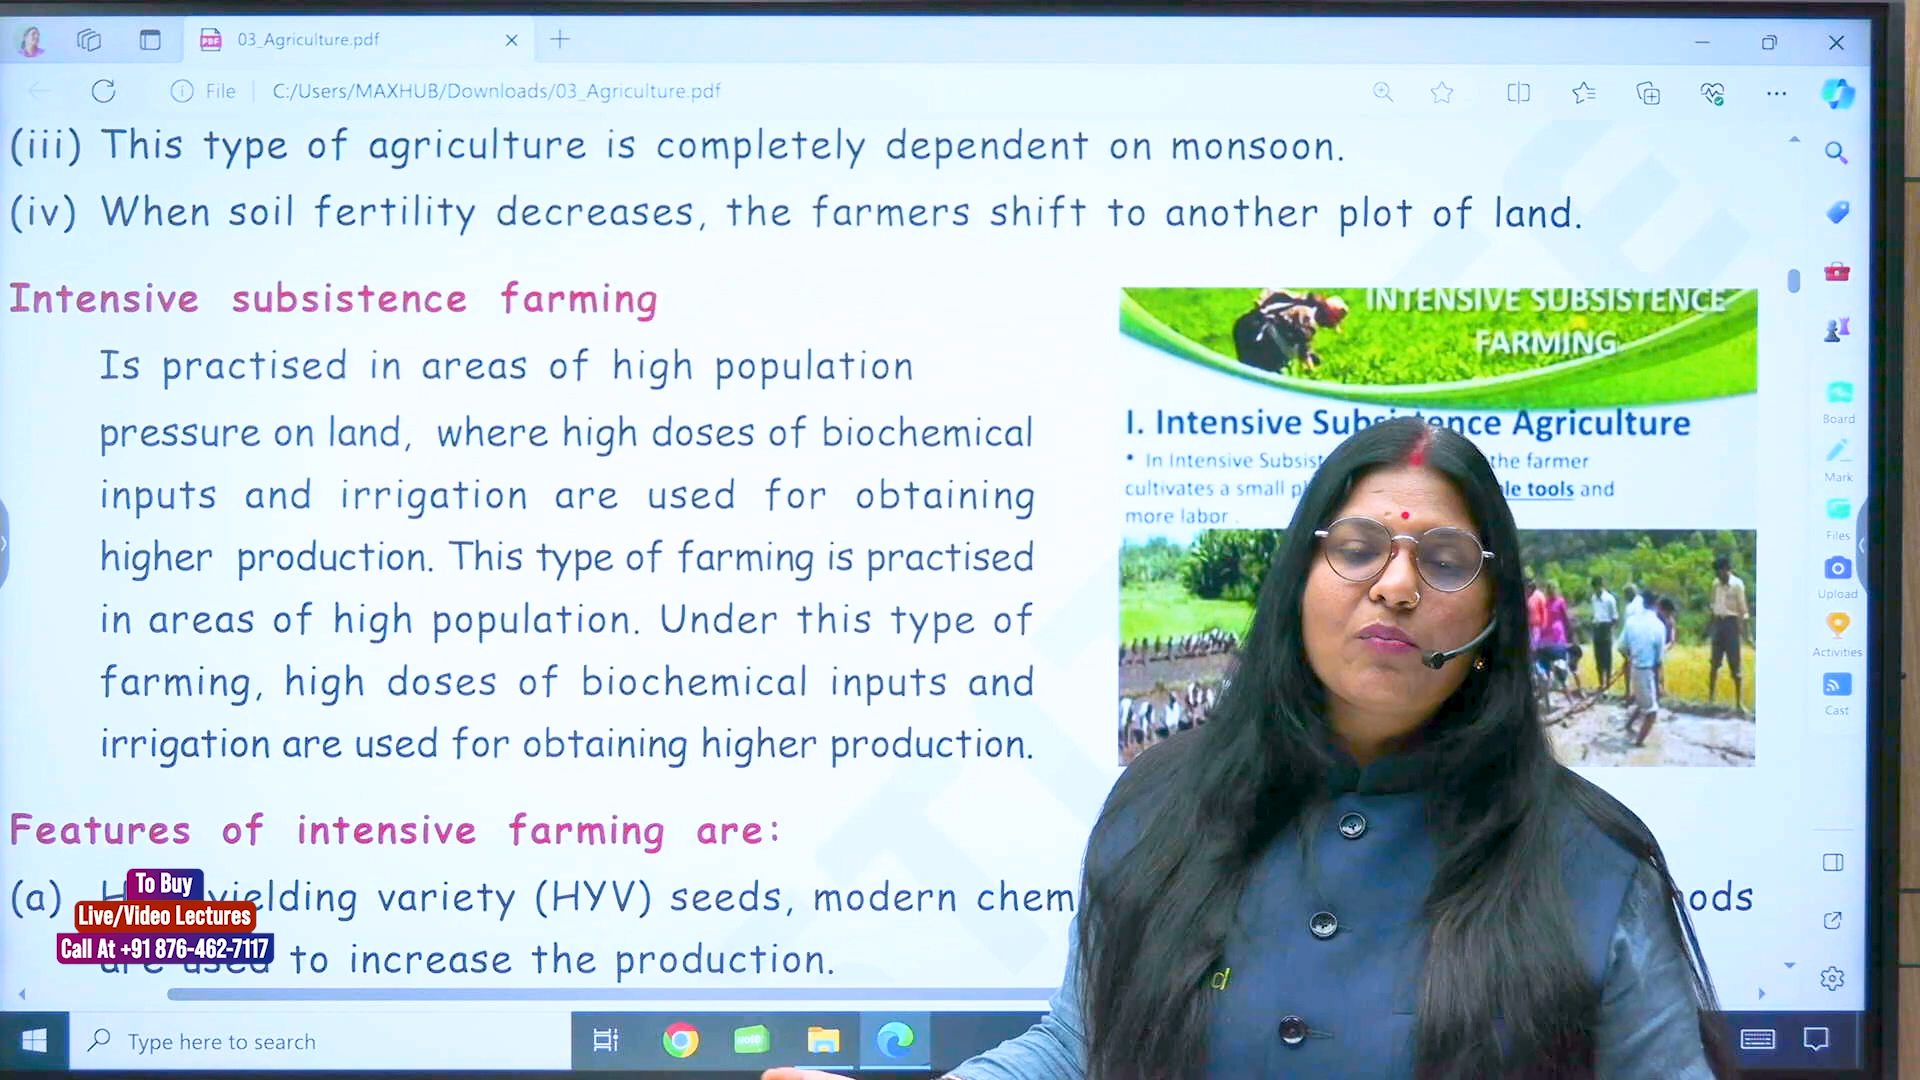 03_Agriculture.pdf
File
C:/Users/MAXHUB/Downloads/03_Agriculture.pdf
(iii) This type of agriculture is completely dependent on monsoon.
(iv) When soil fertility decreases, the farmers shift to another plot of land.
Intensive subsistence farming
Is practised in areas of high population
pressure on land, where high doses of biochemical
inputs and irrigation are used for obtaining
higher production. This type of farming is practised
in areas of high population. Under this type of
farming, high doses of biochemical inputs and
irrigation are used for obtaining higher production.
INTENSIVE SUBSISTENCE
FARMING
I. Intensive Agriculture
• In Intensive the farmer
cultivates a small tools and
more labor
Features of intensive farming are:
(a) yielding variety (HYV) seeds, modern
are used to increase the production.
To Buy
Live/Video Lectures
Call At +91 876-462-7117
Board
Mark
Files
Upload
Activities
Cast
Type here to search